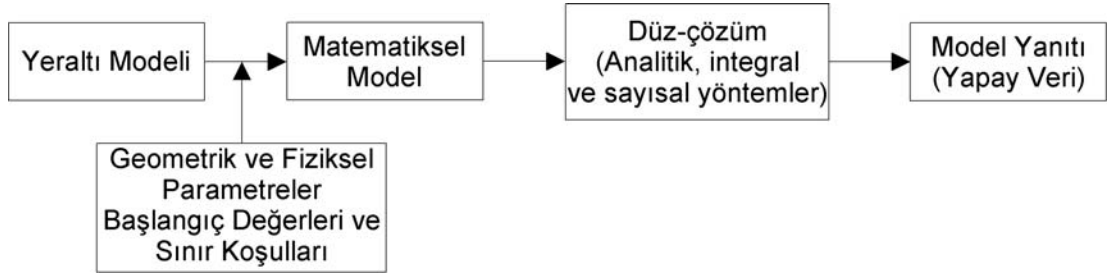 Yeraltı Modeli
Matematiksel
Model
Düz-çözüm
(Analitik, integral
ve sayısal yöntemler)
Model Yanıtı
(Yapay Veri)
Geometrik ve Fiziksel
Parametreler
Başlangıç Değerleri ve
Sınır Koşulları